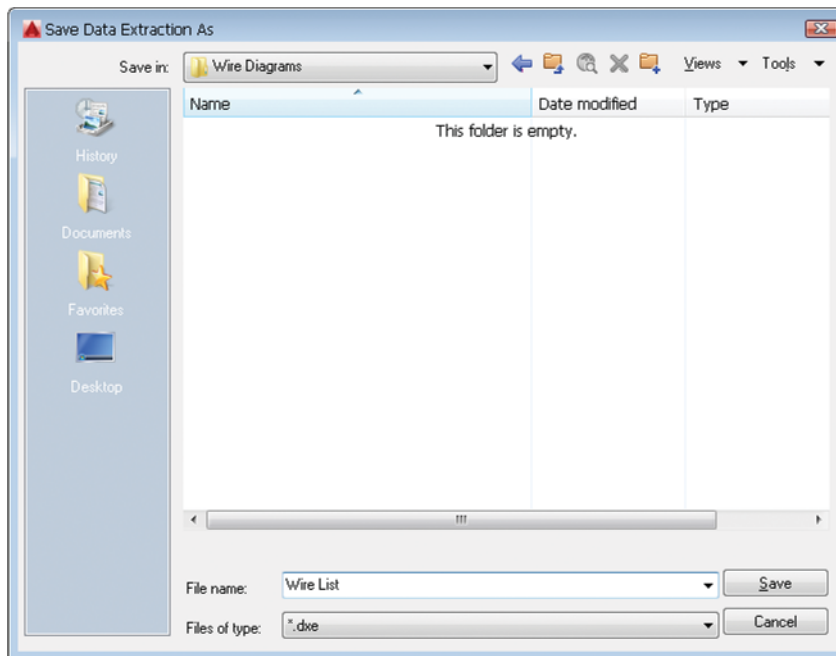 Save Data Extraction As
Save in: Wire Diagrams Views Tools
Name Date modified Type
This folder is empty.
History
Documents
Favorites
Desktop
File name: Wire List Save
Files of type: *.dxe Cancel